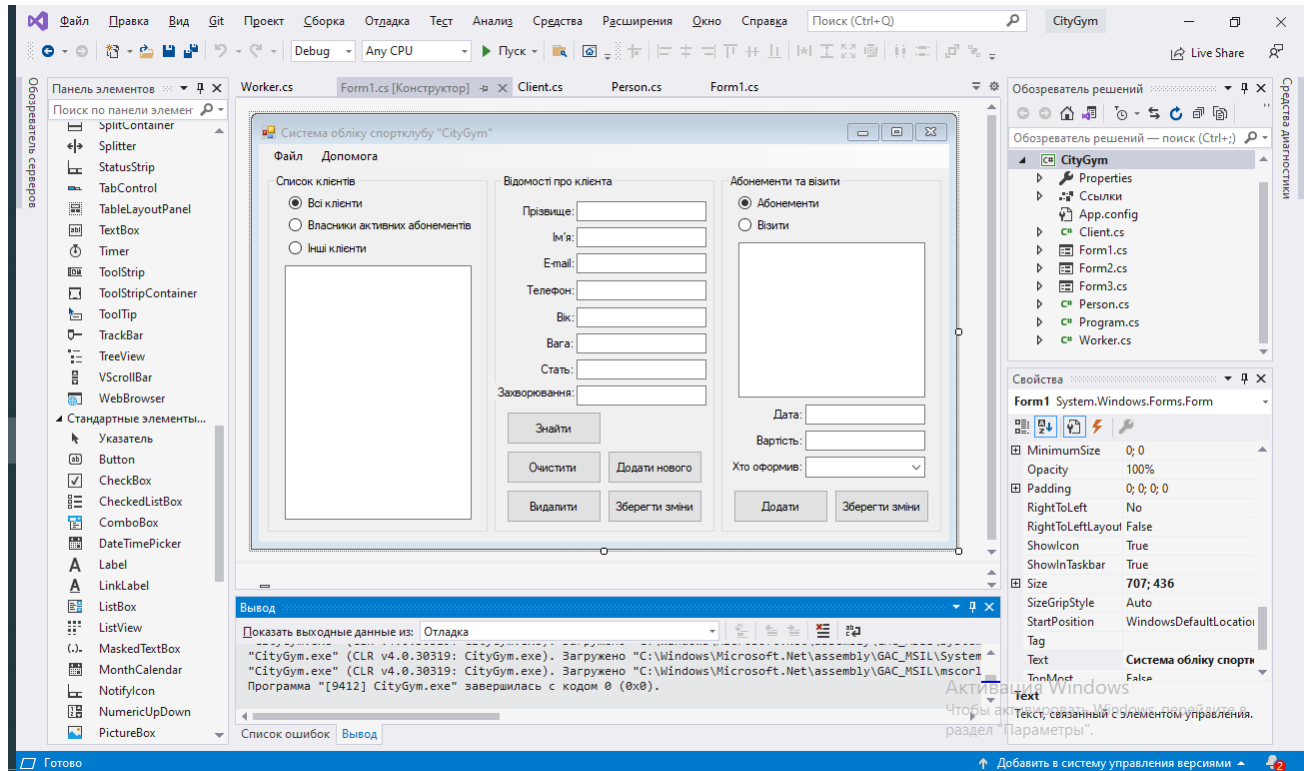 Файл Правка Вид Git Проект Сборка Отладка Тест Анализ Средства Расширения Окно Справка Поиск (Ctrl+Q) CityGym
Debug Any CPU Пуск Live Share
Обозреватель серверов
Панель элементов
Поиск по панели элемен
SplitContainer
Splitter
StatusStrip
TabControl
TableLayoutPanel
TextBox
Timer
ToolStrip
ToolStripContainer
ToolTip
TrackBar
TreeView
VScrollBar
WebBrowser
Стандартные элементы...
Указатель
Button
CheckBox
CheckedListBox
ComboBox
DateTimePicker
Label
LinkLabel
ListBox
ListView
MaskedTextBox
MonthCalendar
NotifyIcon
NumericUpDown
PictureBox
Worker.cs Form1.cs [Конструктор] Client.cs Person.cs Form1.cs
Система обліку спортклубу "CityGym"
Файл Допомога
Список клієнтів
Всі клієнти
Власники активних абонементів
Інші клієнти
Відомості про клієнта
Прізвище:
Ім'я:
E-mail:
Телефон:
Вік:
Вага:
Стать:
Захворювання:
Знайти
Очистити Додати нового
Видалити Зберегти зміни
Абонементи та візити
Абонементи
Візити
Дата:
Вартість:
Хто оформив:
Додати Зберегти зміни
Вывод
Показать выходные данные из: Отладка
"CityGym.exe" (CLR v4.0.30319: CityGym.exe). Загружено "C:\Windows\Microsoft.Net\assembly\GAC_MSIL\System
"CityGym.exe" (CLR v4.0.30319: CityGym.exe). Загружено "C:\Windows\Microsoft.Net\assembly\GAC_MSIL\mscorl
Программа "[9412] CityGym.exe" завершилась с кодом 0 (0x0).
Список ошибок Вывод
Обозреватель решений
Обозреватель решений — поиск (Ctrl+;)
CityGym
Properties
Ссылки
App.config
Client.cs
Form1.cs
Form2.cs
Form3.cs
Person.cs
Program.cs
Worker.cs
Средства диагностики
Свойства
Form1 System.Windows.Forms.Form
MinimumSize 0; 0
Opacity 100%
Padding 0; 0; 0; 0
RightToLeft No
RightToLeftLayout False
ShowIcon True
ShowInTaskbar True
Size 707; 436
SizeGripStyle Auto
StartPosition WindowsDefaultLocation
Tag
Text Система обліку спортк
TopMost False
Text
Текст, связанный с элементом управления.
Активация Windows
Чтобы активировать Windows, перейдите в
раздел "Параметры".
Готово Добавить в систему управления версиями 2